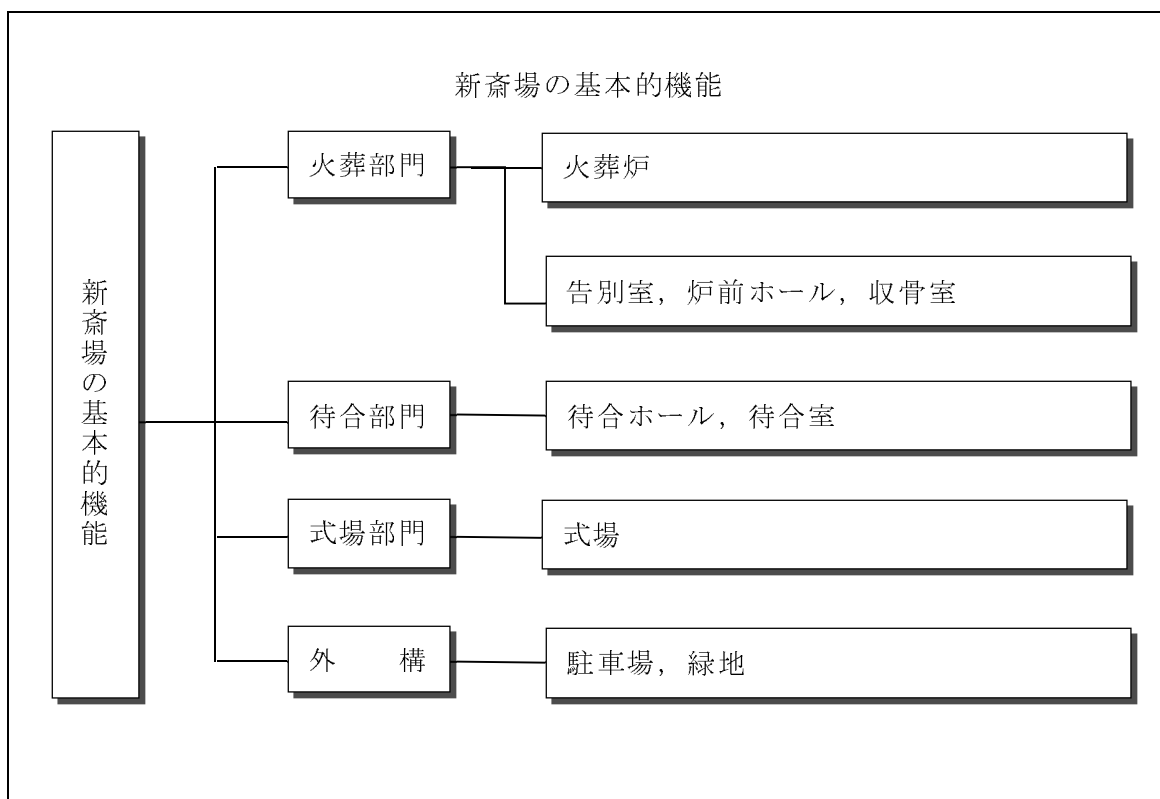 新斎場の基本的機能
新斎場の基本的機能
火葬部門
火葬炉
告別室，炉前ホール，収骨室
待合部門
待合ホール，待合室
式場部門
式場
外　　構
駐車場，緑地